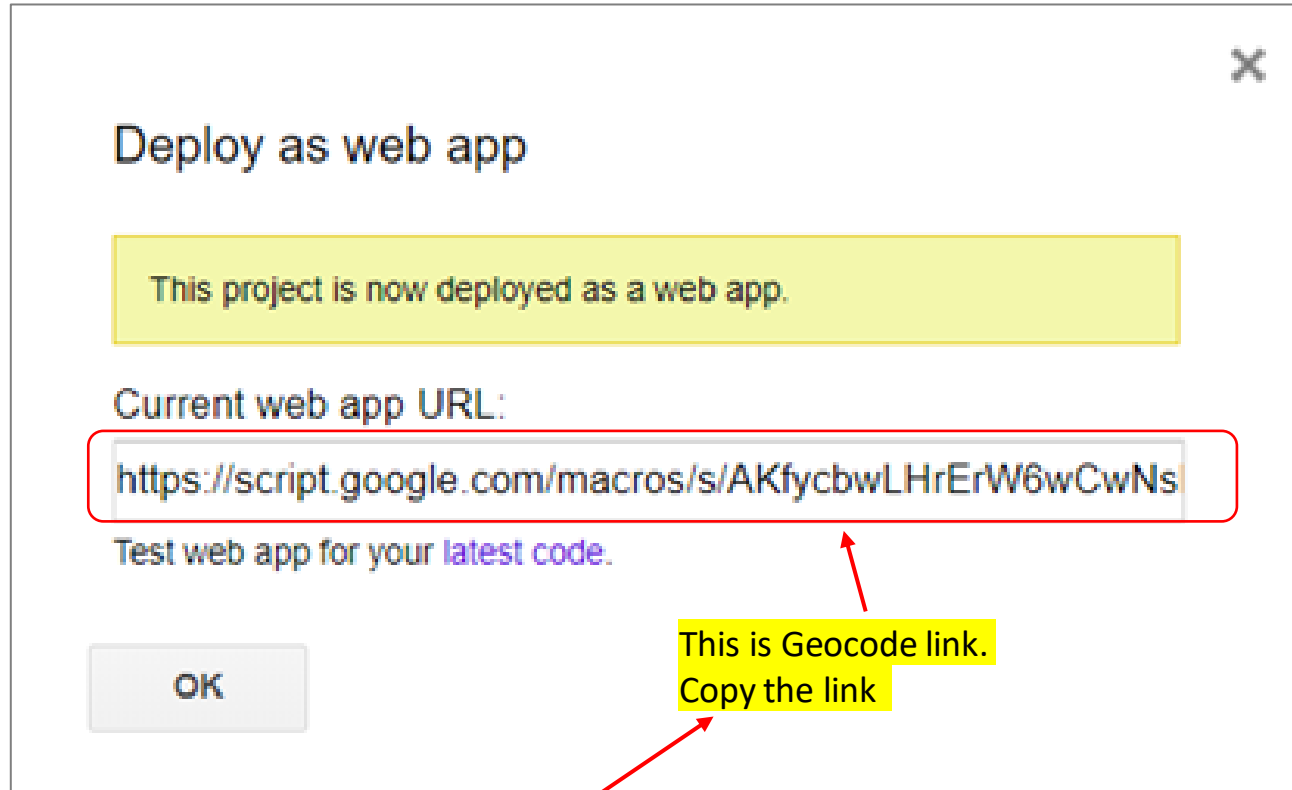 Deploy as web app
This project is now deployed as a web app.
Current web app URL:
https://script.google.com/macros/s/AKfycbwLHrErW6wCwNs
Test web app for your latest code.
This is Geocode link.
Copy the link
OK